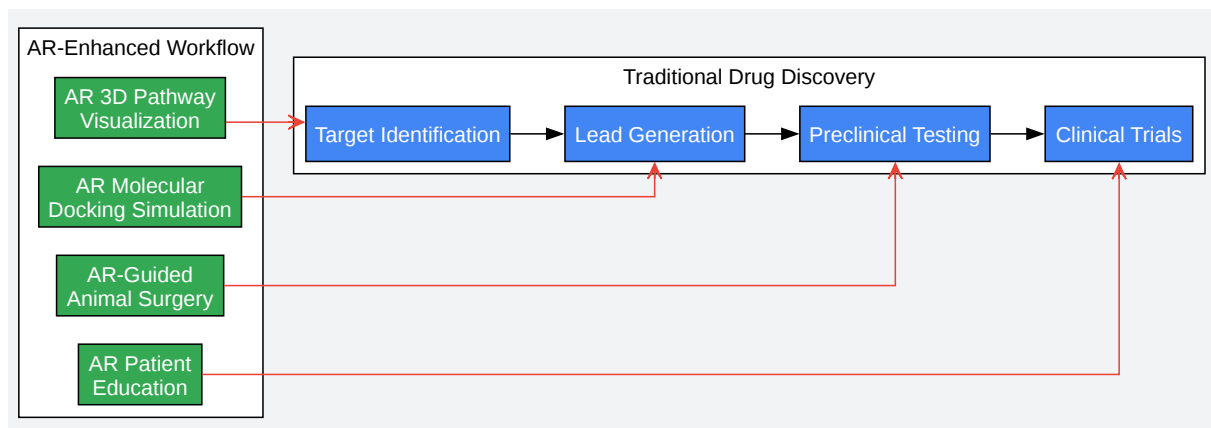 AR-Enhanced Workflow
AR 3D Pathway
Visualization
AR Molecular
Docking Simulation
AR-Guided
Animal Surgery
AR Patient
Education
Traditional Drug Discovery
Target Identification
Lead Generation
Preclinical Testing
Clinical Trials